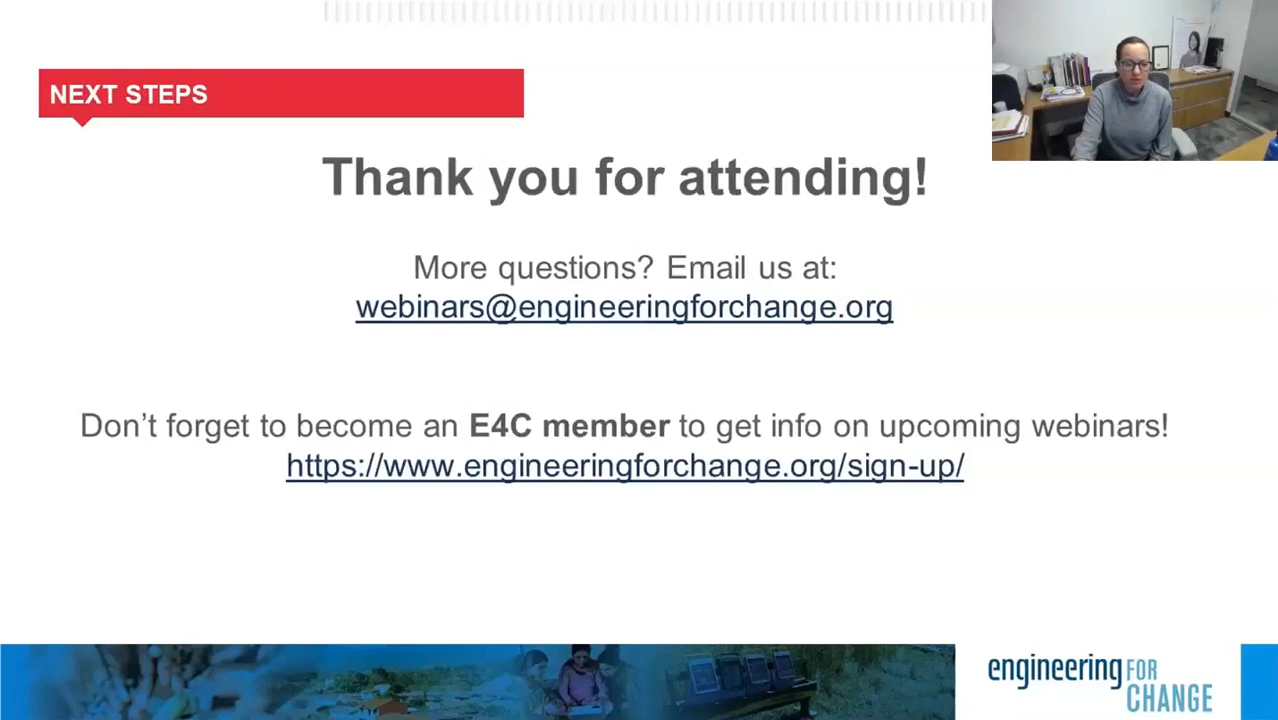 NEXT STEPS
Thank you for attending!
More questions? Email us at:
webinars@engineeringforchange.org
Don’t forget to become an E4C member to get info on upcoming webinars!
https://www.engineeringforchange.org/sign-up/
engineering FOR
CHANGE